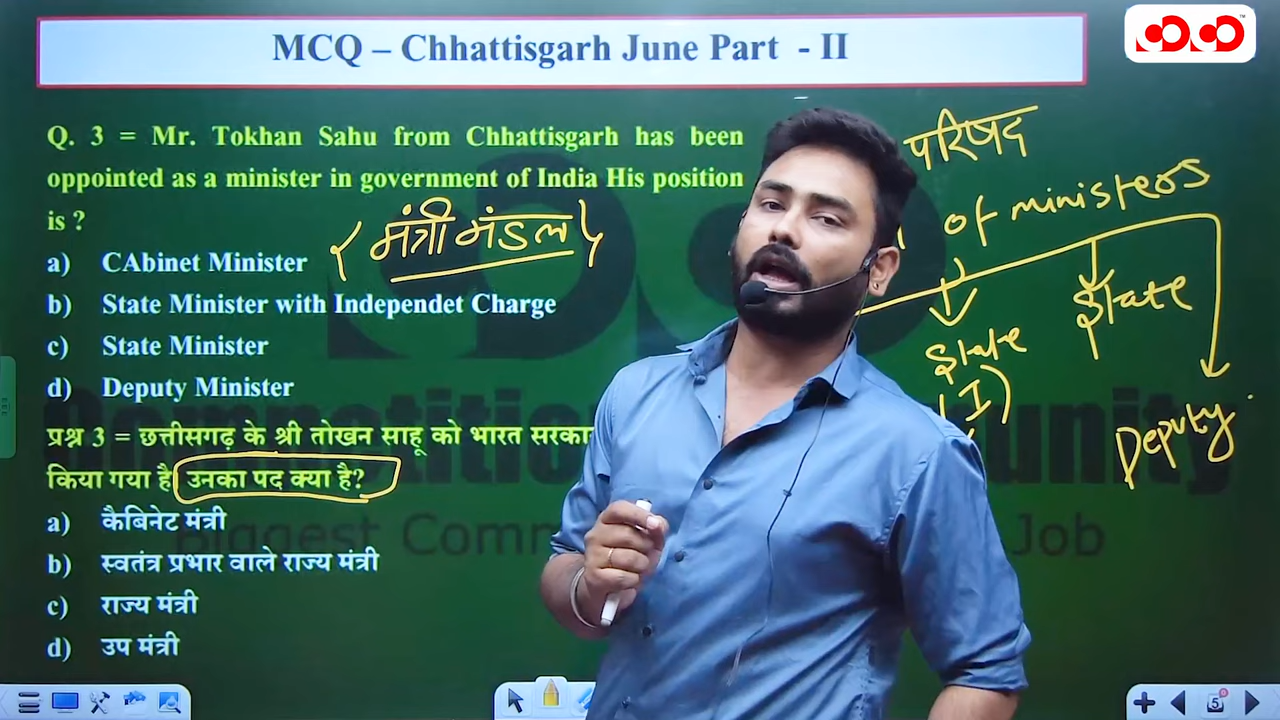 MCQ – Chhattisgarh June Part - II
Q. 3 = Mr. Tokhan Sahu from Chhattisgarh has been
oppointed as a minister in government of India His position
is ?
a) CAbinet Minister
b) State Minister with Independet Charge
c) State Minister
d) Deputy Minister
प्रश्न 3 = छत्तीसगढ़ के श्री तोखन साहू को भारत सरका
किया गया है उनका पद क्या है?
a) कैबिनेट मंत्री
b) स्वतंत्र प्रभार वाले राज्य मंत्री
c) राज्य मंत्री
d) उप मंत्री
(मंत्री मंडल)
परिषद
of ministers
State
(I)
State
Deputy
Job
5